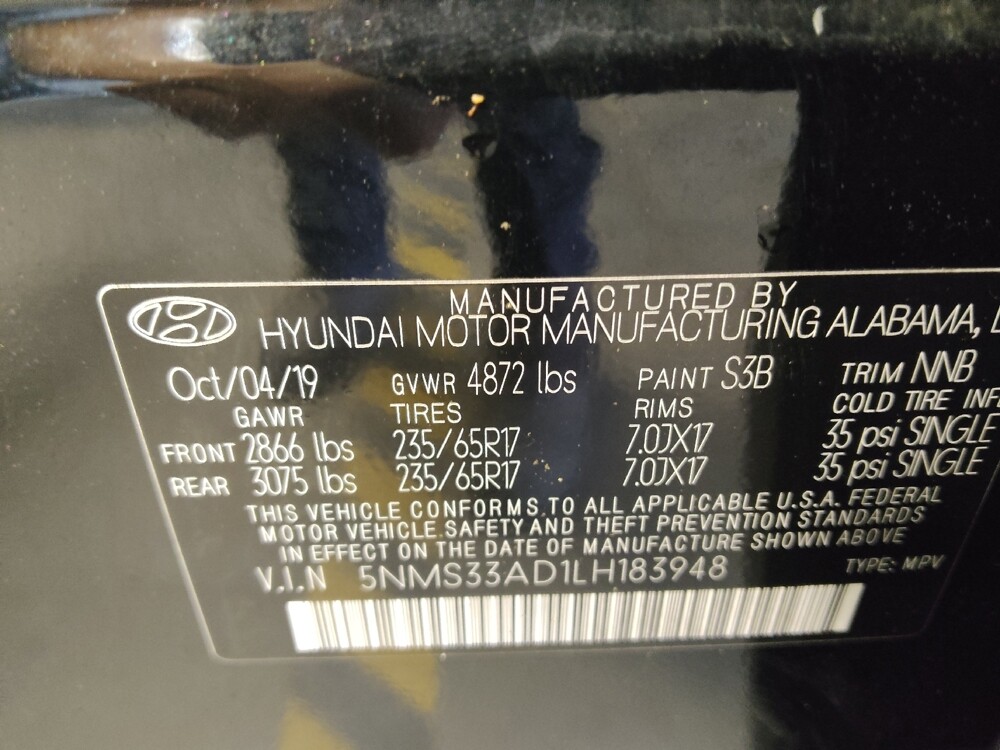 MANUFACTURED BY
HYUNDAI MOTOR MANUFACTURING ALABAMA,
Oct/04/19 GVWR 4872 lbs PAINT S3B TRIM NNB
GAWR TIRES RIMS COLD TIRE
FRONT 2866 lbs 235/65R17 7.0JX17 35 psi SINGLE
REAR 3075 lbs 235/65R17 7.0JX17 35 psi SINGLE
THIS VEHICLE CONFORMS TO ALL APPLICABLE U.S.A. FEDERAL
MOTOR VEHICLE SAFETY AND THEFT PREVENTION STANDARDS
IN EFFECT ON THE DATE OF MANUFACTURE SHOWN ABOVE
V.I.N 5NMS33AD1LH183948 TYPE: MPV